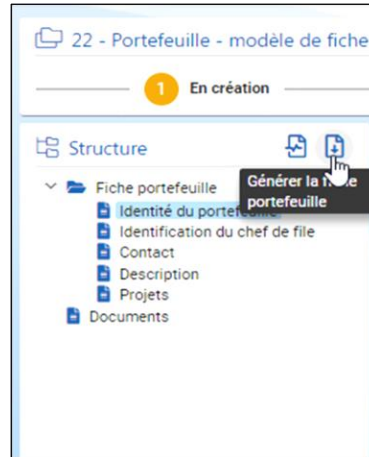 22 - Portefeuille - modèle de fiche
1 En création
Structure
Générer la fiche
portefeuille
Fiche portefeuille
Identité du portefeuille
Identification du chef de file
Contact
Description
Projets
Documents